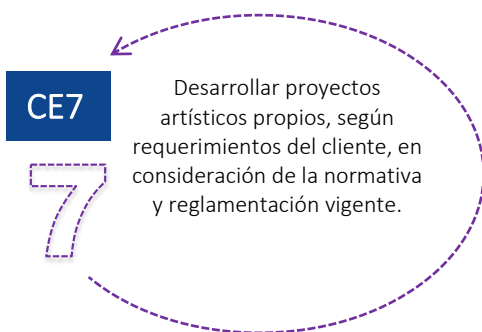 CE7
7
Desarrollar proyectos
artísticos propios, según
requerimientos del cliente, en
consideración de la normativa
y reglamentación vigente.